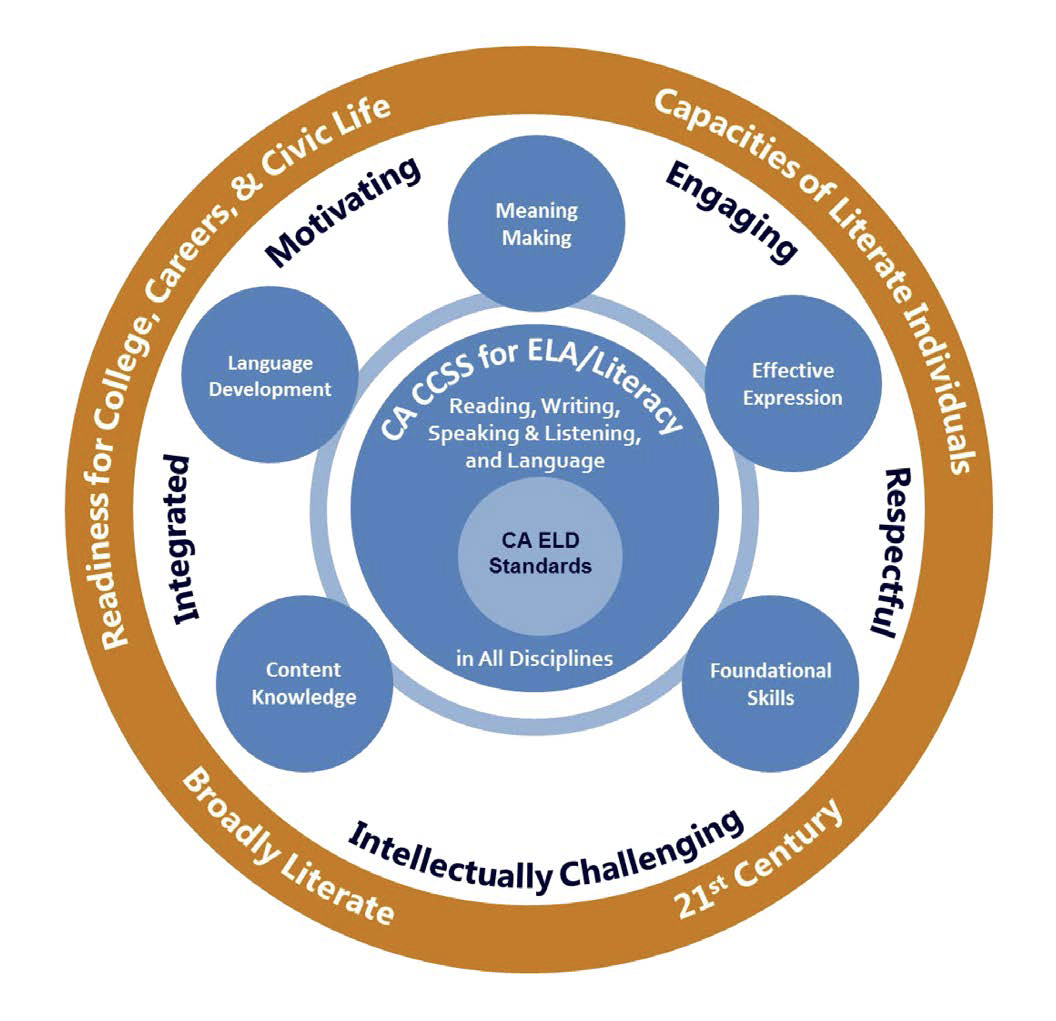 Readiness for College, Careers, & Civic Life
Capacities of Literate Individuals
Motivating
Engaging
Meaning
Making
Language
Development
Effective
Expression
CA CCSS for ELA/Literacy
Reading, Writing,
Speaking & Listening,
and Language
CA ELD
Standards
in All Disciplines
Integrated
Respectful
Content
Knowledge
Foundational
Skills
Intellectually Challenging
Broadly Literate
21st Century